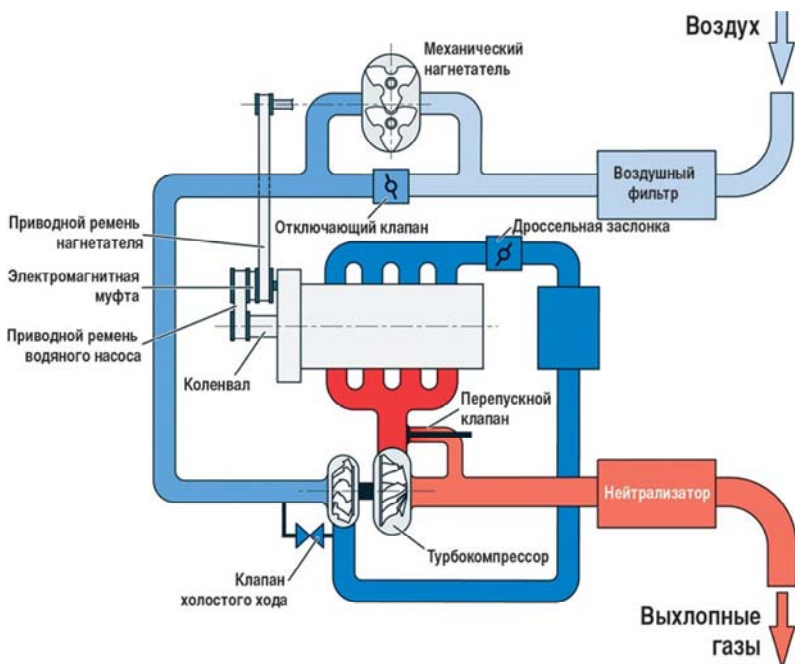 Воздух
Механический
нагнетатель
Воздушный
фильтр
Приводной ремень
нагнетателя
Отключающий клапан
Дроссельная заслонка
Электромагнитная
муфта
Приводной ремень
водяного насоса
Коленвал
Перепускной
клапан
Нейтрализатор
Турбокомпрессор
Клапан
холостого хода
Выхлопные
газы